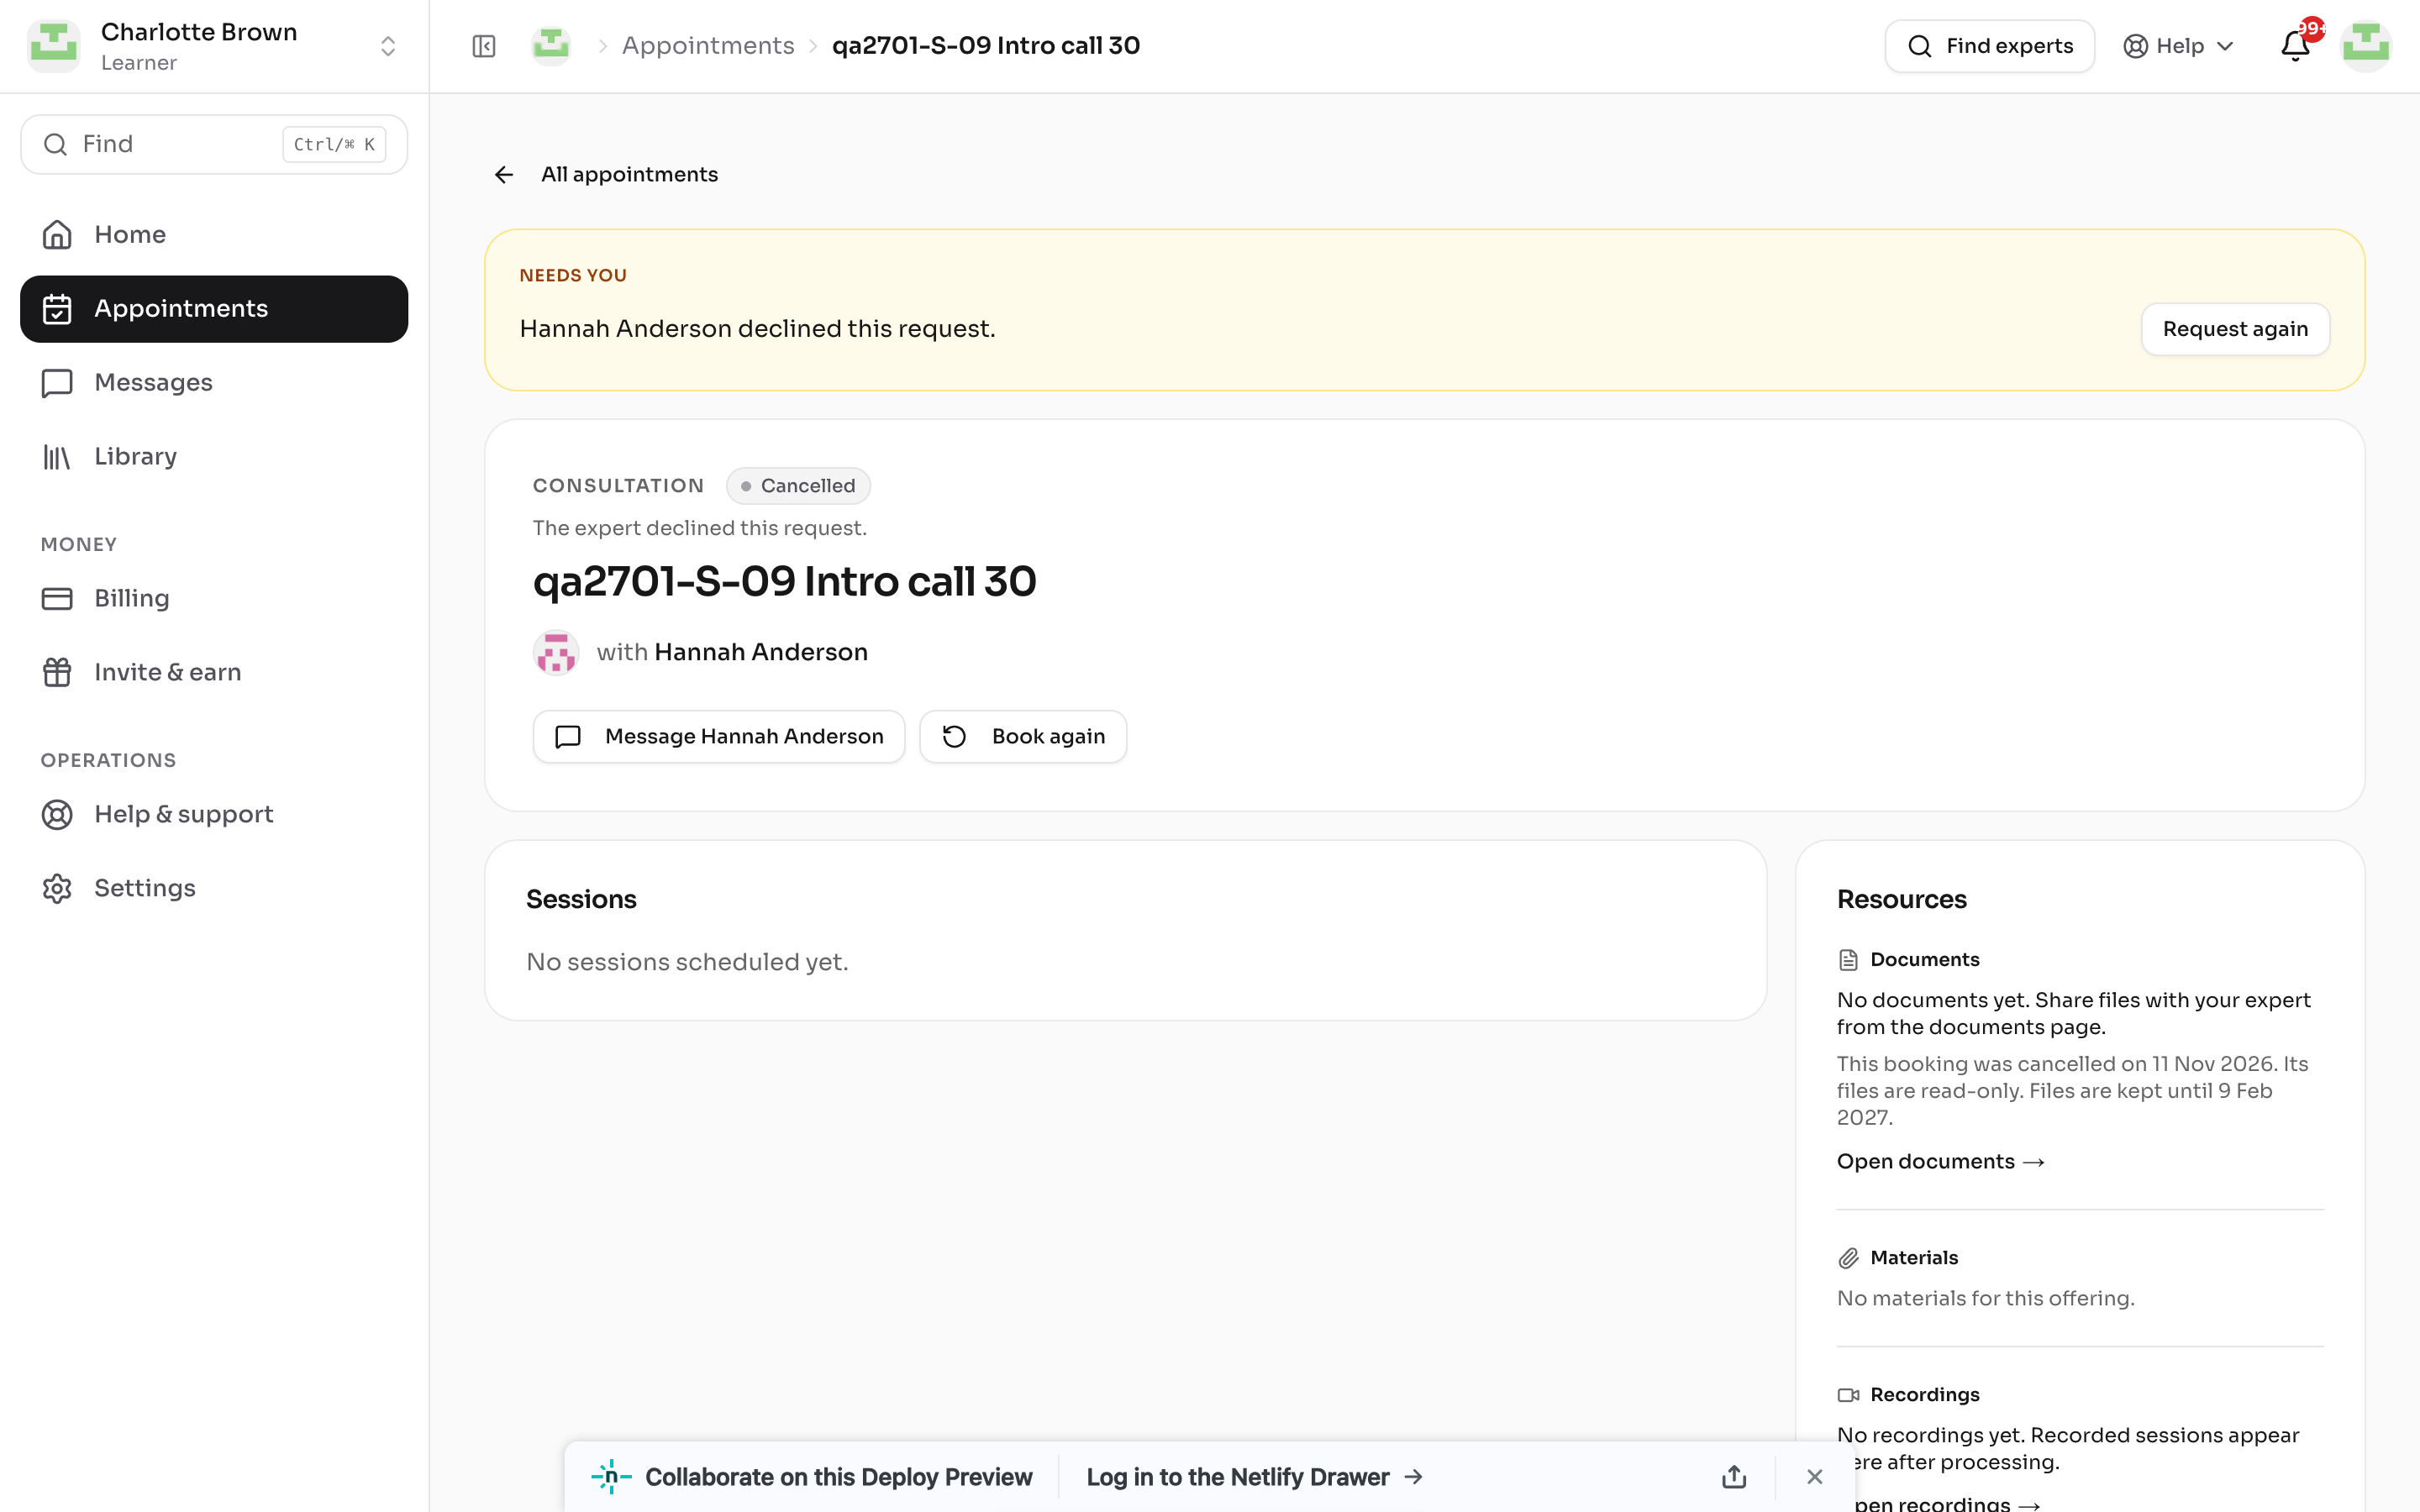 Charlotte Brown
Learner
Appointments
qa2701-S-09 Intro call 30
Find experts
Help
99+
Find
Ctrl/⌘ K
Home
Appointments
Messages
Library
MONEY
Billing
Invite & earn
OPERATIONS
Help & support
Settings
All appointments
NEEDS YOU
Hannah Anderson declined this request.
Request again
CONSULTATION
Cancelled
The expert declined this request.
qa2701-S-09 Intro call 30
with Hannah Anderson
Message Hannah Anderson
Book again
Sessions
No sessions scheduled yet.
Resources
Documents
No documents yet. Share files with your expert
from the documents page.
This booking was cancelled on 11 Nov 2026. Its
files are read-only. Files are kept until 9 Feb
2027.
Open documents →
Materials
No materials for this offering.
Recordings
No recordings yet. Recorded sessions appear
after processing.
recordings →
Collaborate on this Deploy Preview
Log in to the Netlify Drawer →